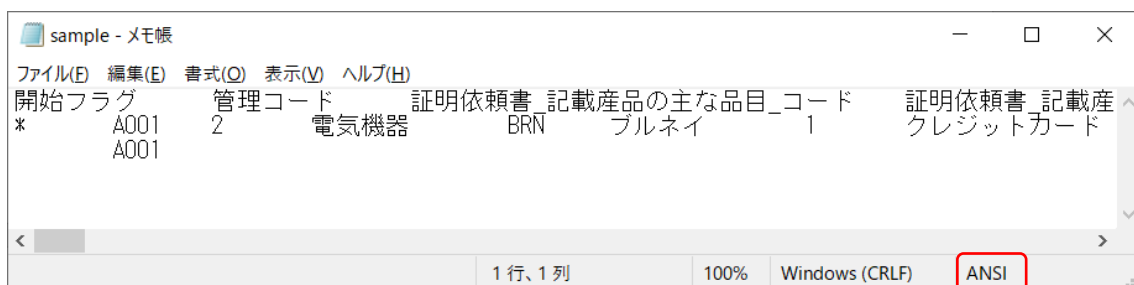 sample - メモ帳
ファイル(F) 編集(E) 書式(O) 表示(V) ヘルプ(H)
開始フラグ 管理コード 証明依頼書_記載産品の主な品目_コード 証明依頼書_記載産
* A001 2 電気機器 BRN ブルネイ 1 クレジットカード
A001
1 行、1 列 100% Windows (CRLF) ANSI